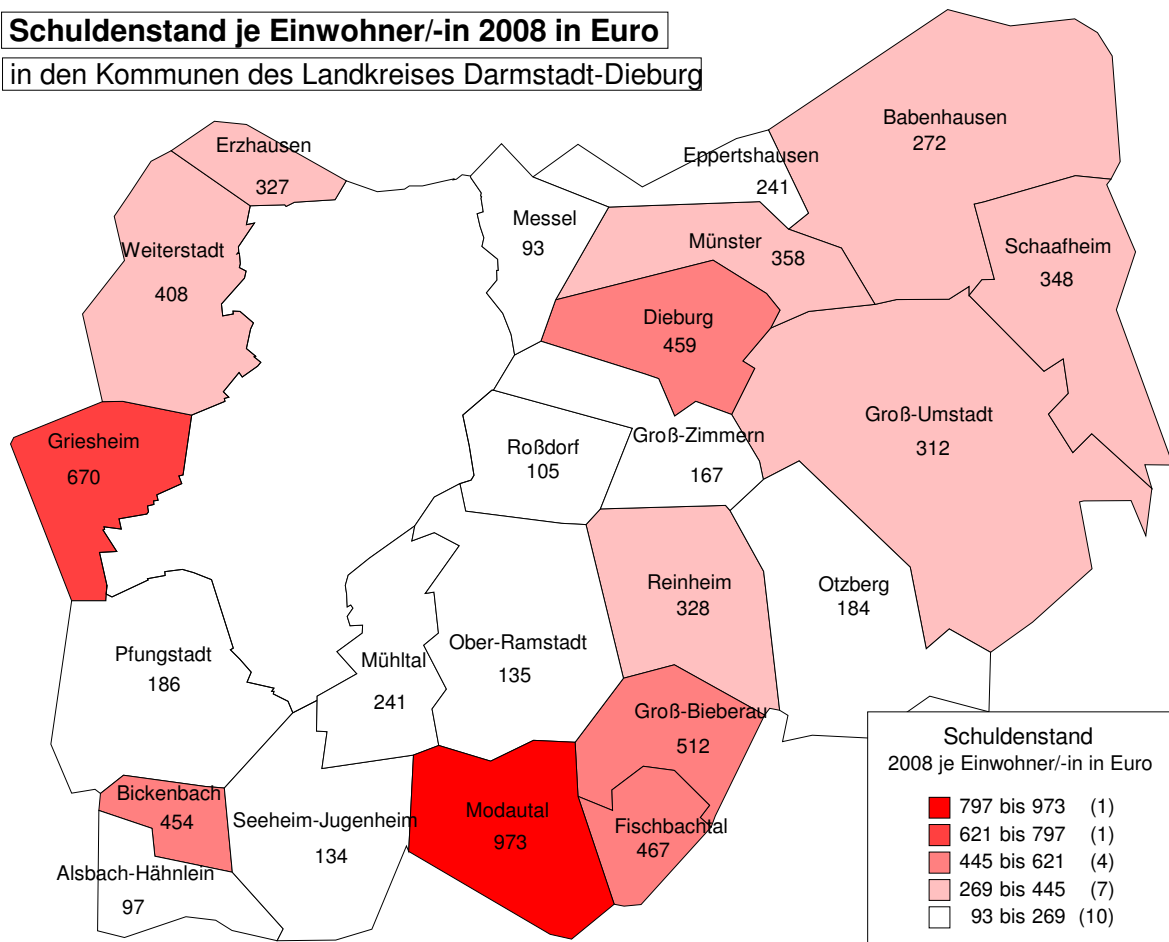 Schuldenstand je Einwohner/-in 2008 in Euro
in den Kommunen des Landkreises Darmstadt-Dieburg
Babenhausen
272
Erzhausen
327
Eppertshausen
241
Messel
93
Münster
358
Schaafheim
348
Weiterstadt
408
Dieburg
459
Groß-Umstadt
312
Griesheim
670
Roßdorf
105
Groß-Zimmern
167
Reinheim
328
Otzberg
184
Pfungstadt
186
Mühltal
241
Ober-Ramstadt
135
Groß-Bieberau
512
Bickenbach
454
Seeheim-Jugenheim
134
Modautal
973
Fischbachtal
467
Alsbach-Hähnlein
97
Schuldenstand
2008 je Einwohner/-in in Euro
797 bis 973 (1)
621 bis 797 (1)
445 bis 621 (4)
269 bis 445 (7)
93 bis 269 (10)